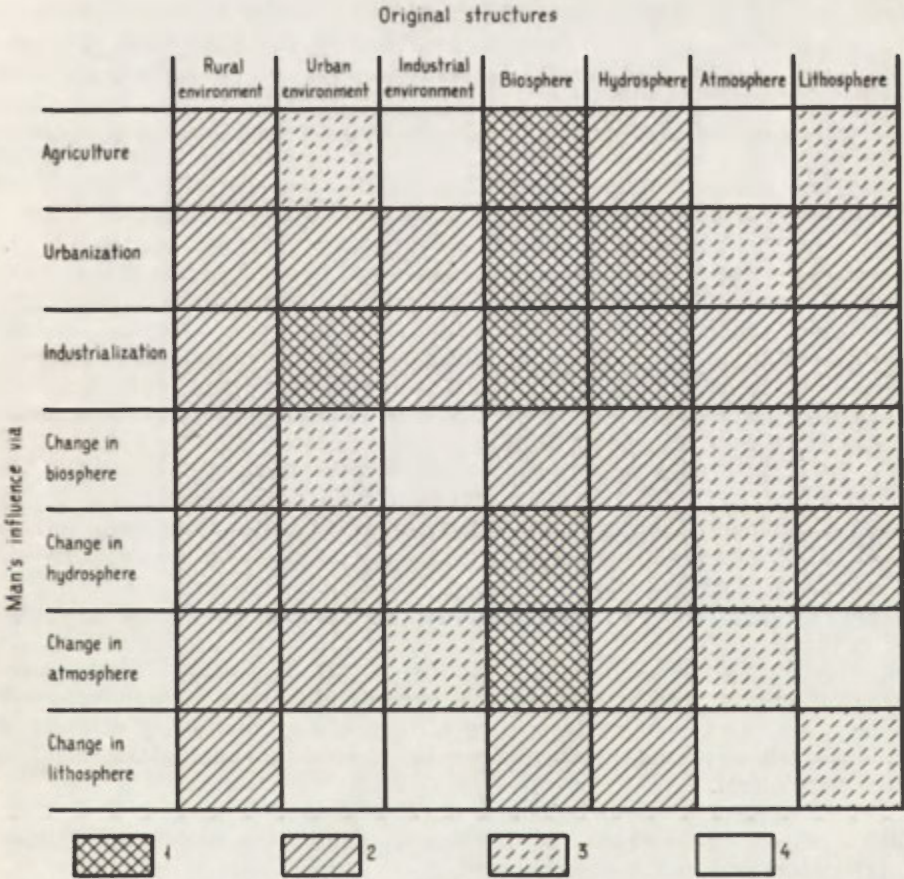 Original structures
Rural environment
Urban environment
Industrial environment
Biosphere
Hydrosphere
Atmosphere
Lithosphere
Man's influence via
Agriculture
Urbanization
Industrialization
Change in
biosphere
Change in
hydrosphere
Change in
atmosphere
Change in
lithosphere
1
2
3
4